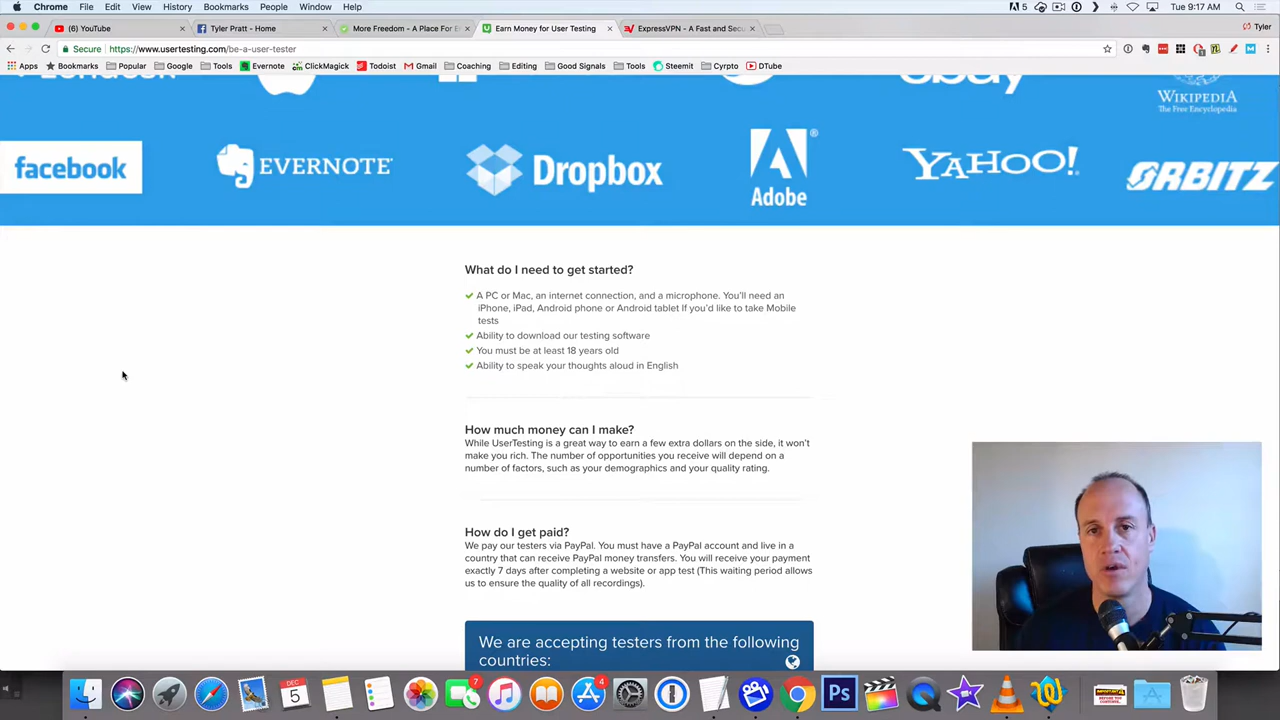 Chrome File Edit View History Bookmarks People Window Help
5 Tue 9:17 AM
(6) YouTube
Tyler Pratt - Home
More Freedom - A Place For E
Earn Money for User Testing
ExpressVPN - A Fast and Secu
Tyler
Secure https://www.usertesting.com/be-a-user-tester
Apps Bookmarks Popular Google Tools Evernote ClickMagick Todoist Gmail Coaching Editing Good Signals Tools Steemit Cyrpto DTube
ebay
WIKIPEDIA
The Free Encyclopedia
facebook
EVERNOTE
Dropbox
Adobe
YAHOO!
ORBITZ
What do I need to get started?
A PC or Mac, an internet connection, and a microphone. You'll need an
iPhone, iPad, Android phone or Android tablet If you'd like to take Mobile
tests
Ability to download our testing software
You must be at least 18 years old
Ability to speak your thoughts aloud in English
How much money can I make?
While UserTesting is a great way to earn a few extra dollars on the side, it won't
make you rich. The number of opportunities you receive will depend on a
number of factors, such as your demographics and your quality rating.
How do I get paid?
We pay our testers via PayPal. You must have a PayPal account and live in a
country that can receive PayPal money transfers. You will receive your payment
exactly 7 days after completing a website or app test (This waiting period allows
us to ensure the quality of all recordings).
We are accepting testers from the following
countries:
DEC
5
7
4
Ps